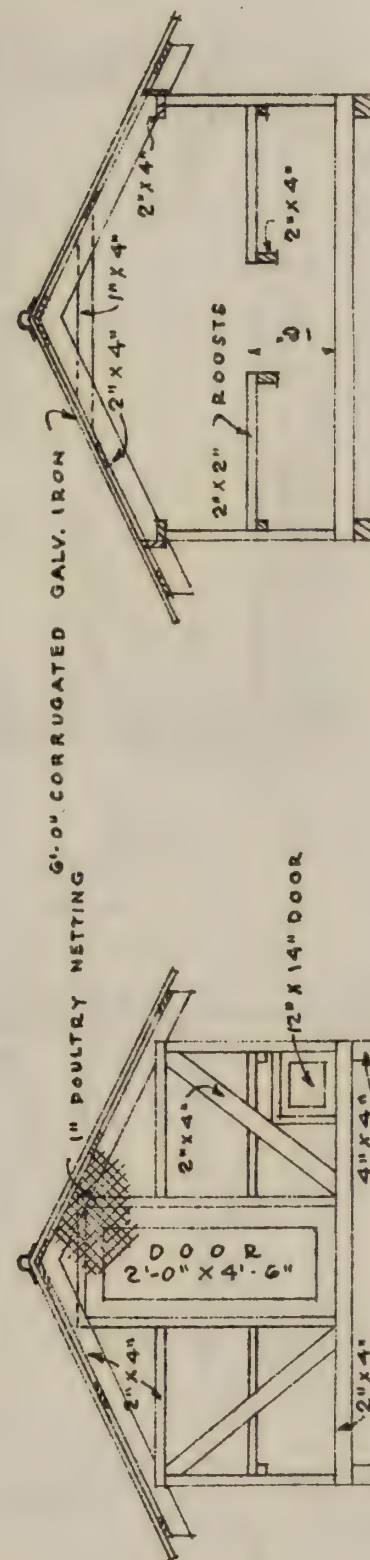 6'-0" CORRUGATED GALV. IRON
1" POULTRY NETTING
2"X4"
DOOR
2'-0" X 4'-6"
2"X4"
12"X 14" DOOR
2"X4"
4"X4"
2"X4"
1"X4"
2"X4"
2"X2" ROOSTS
2"X4"